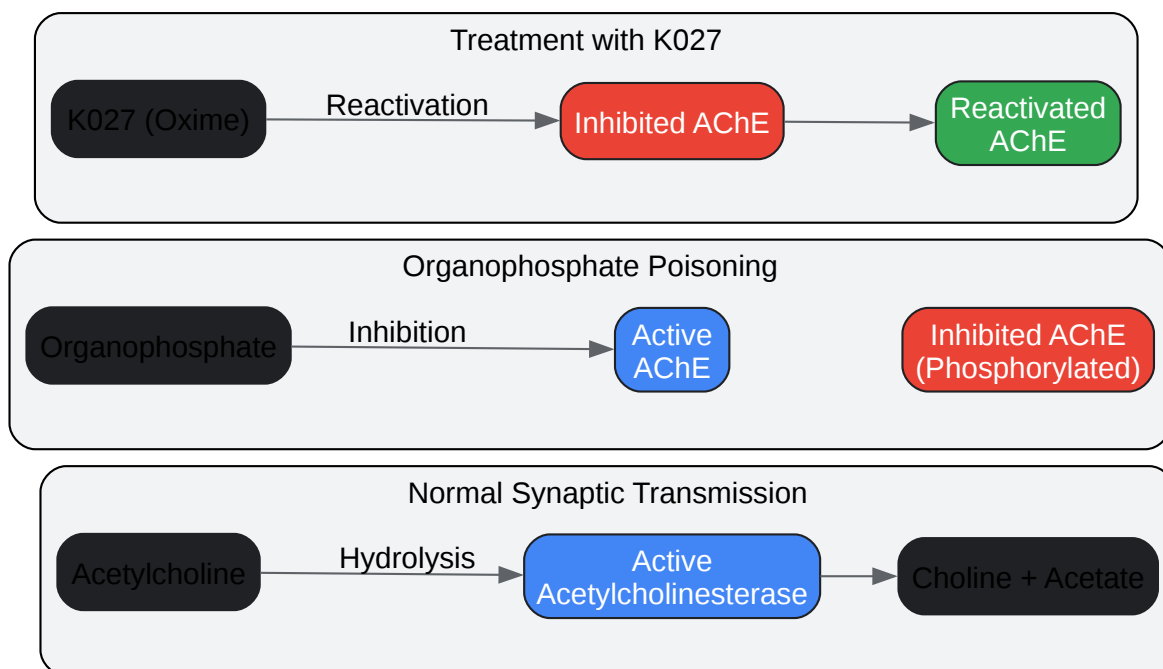 Treatment with K027
K027 (Oxime)
Reactivation
Inhibited AChE
Reactivated
AChE
Organophosphate Poisoning
Organophosphate
Inhibition
Active
AChE
Inhibited AChE
(Phosphorylated)
Normal Synaptic Transmission
Acetylcholine
Hydrolysis
Active
Acetylcholinesterase
Choline + Acetate